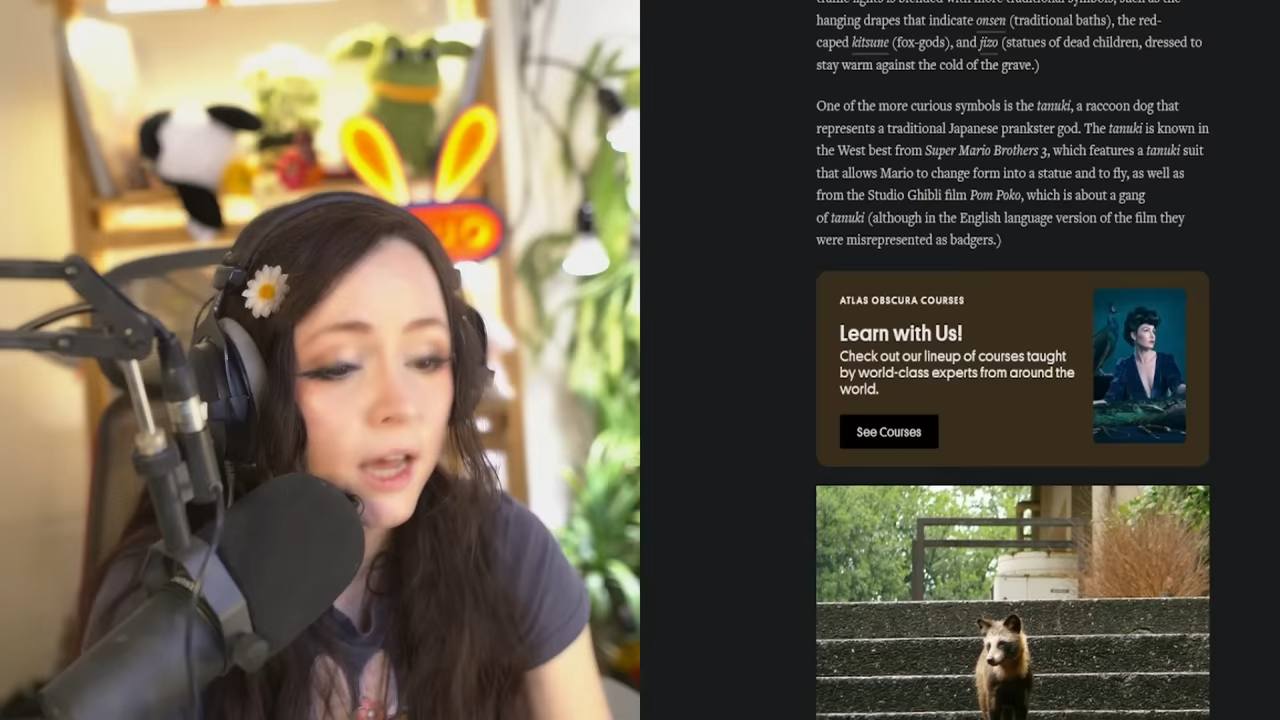 hanging drapes that indicate onsen (traditional baths), the red-
caped kitsune (fox-gods), and jizo (statues of dead children, dressed to
stay warm against the cold of the grave.)
One of the more curious symbols is the tanuki, a raccoon dog that
represents a traditional Japanese prankster god. The tanuki is known in
the West best from Super Mario Brothers 3, which features a tanuki suit
that allows Mario to change form into a statue and to fly, as well as
from the Studio Ghibli film Pom Poko, which is about a gang
of tanuki (although in the English language version of the film they
were misrepresented as badgers.)
ATLAS OBSCURA COURSES
Learn with Us!
Check out our lineup of courses taught
by world-class experts from around the
world.
See Courses